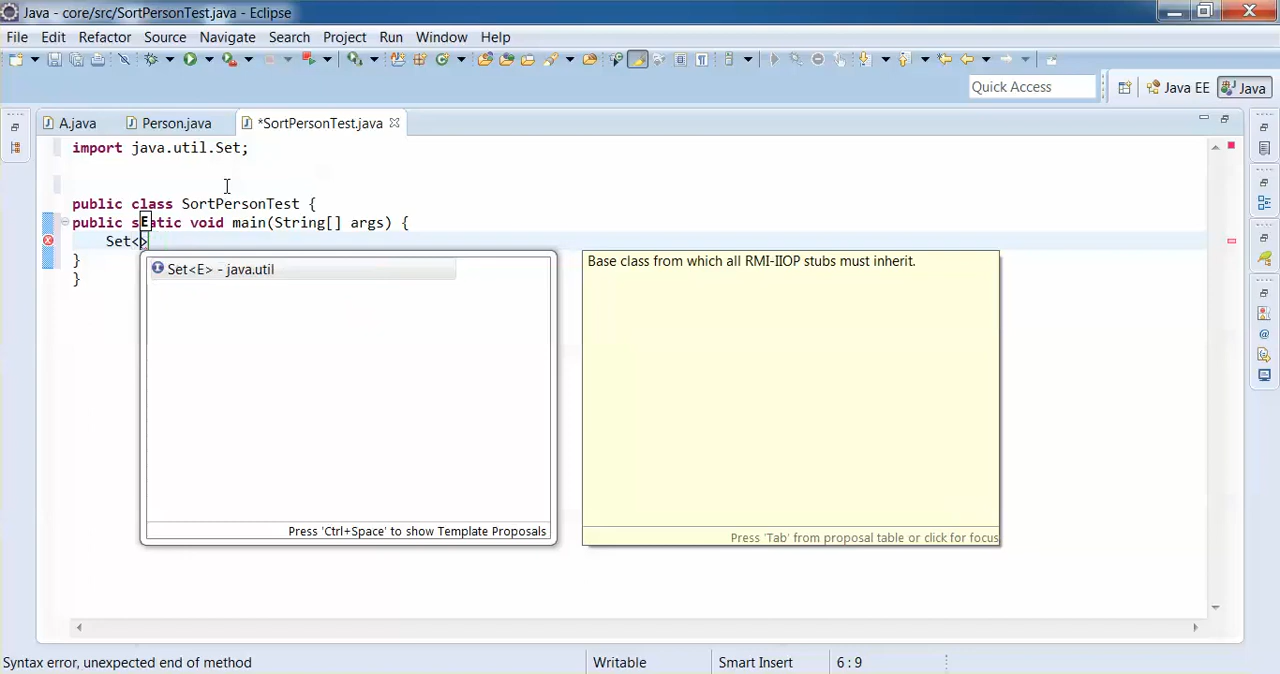 Java - core/src/SortPersonTest.java - Eclipse
File Edit Refactor Source Navigate Search Project Run Window Help
Quick Access Java EE Java
A.java Person.java *SortPersonTest.java
import java.util.Set;
public class SortPersonTest {
public static void main(String[] args) {
Set<>
}
}
E
Set<E> - java.util
Press 'Ctrl+Space' to show Template Proposals
Base class from which all RMI-IIOP stubs must inherit.
Press 'Tab' from proposal table or click for focus
Syntax error, unexpected end of method Writable Smart Insert 6 : 9